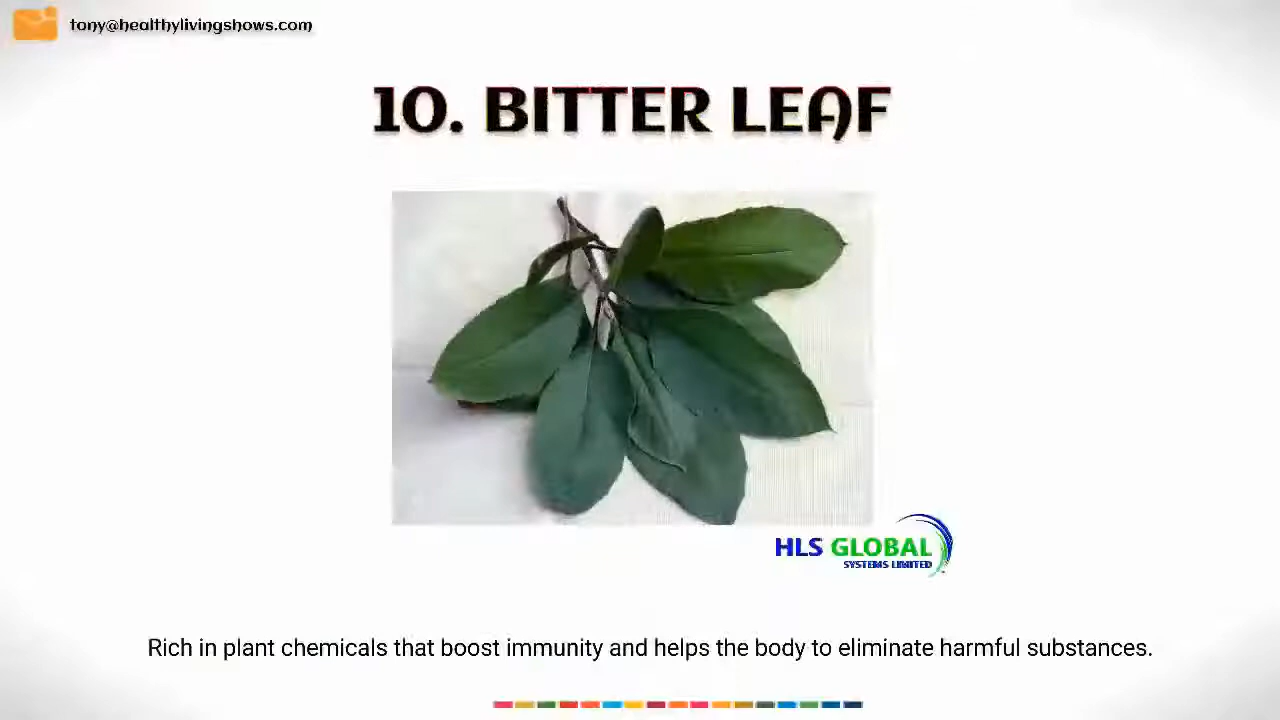 tony@healthylivingshows.com
10. BITTER LEAF
HLS GLOBAL
SYSTEMS LIMITED
Rich in plant chemicals that boost immunity and helps the body to eliminate harmful substances.